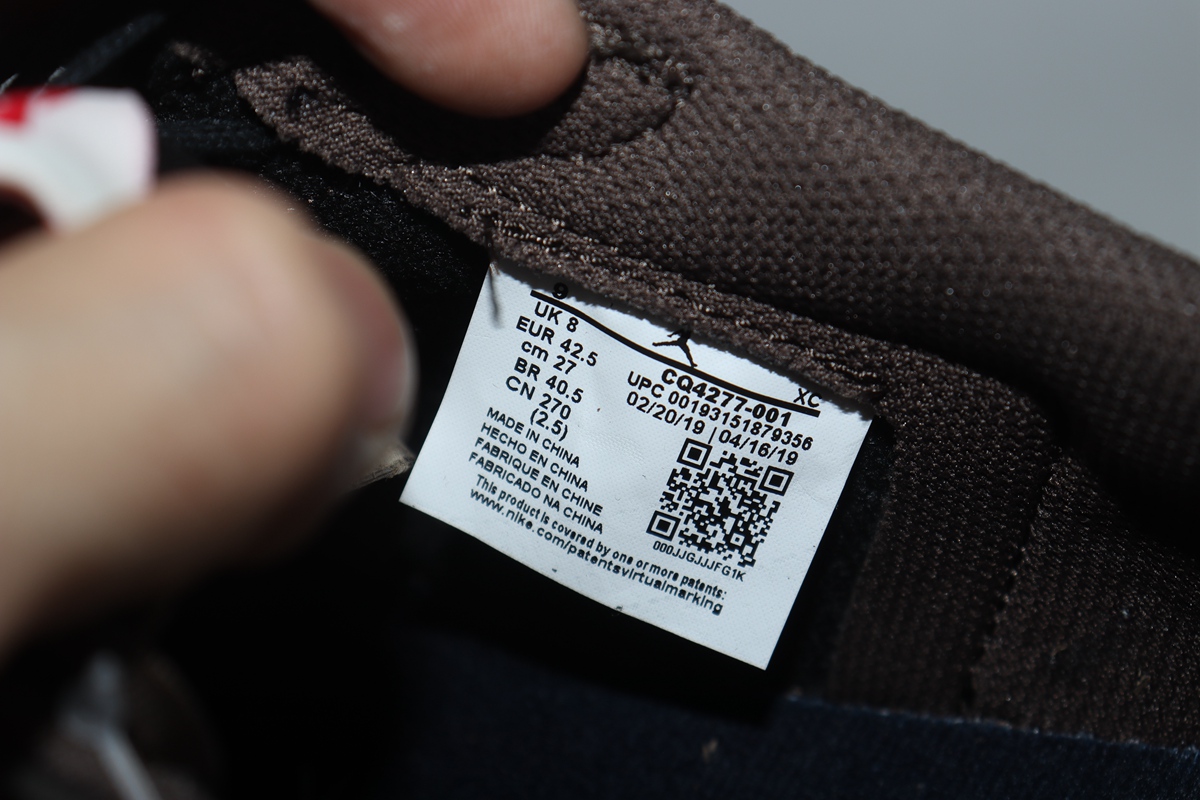 9
UK 8
EUR 42.5
cm 27
BR 40.5
CN 270
(2.5)
XC
CQ4277-001
UPC 00193151879356
02/20/19 | 04/16/19
MADE IN CHINA
HECHO EN CHINA
FABRIQUE EN CHINE
FABRICADO NA CHINA
000JJGJJJFG1K
This product is covered by one or more patents:
www.nike.com/patentsvirtualmarking